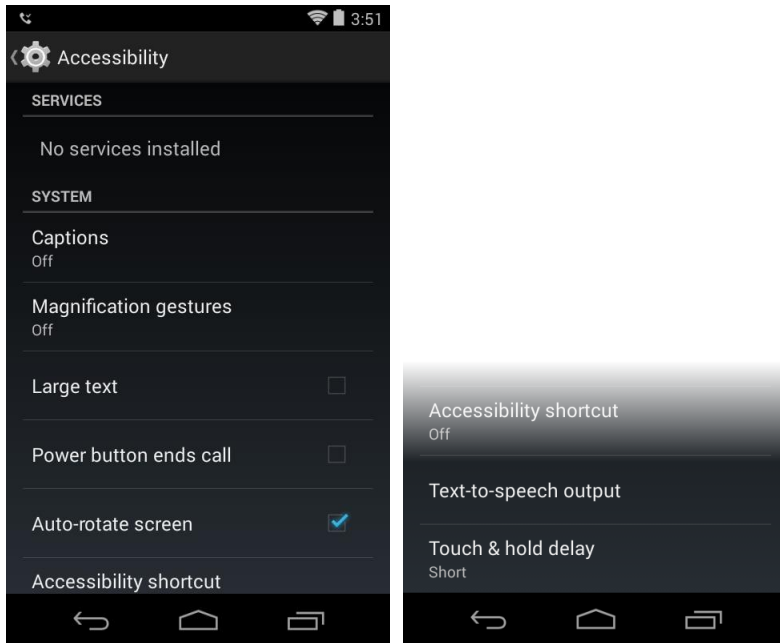 3:51
Accessibility
SERVICES
No services installed
SYSTEM
Captions
Off
Magnification gestures
Off
Large text
Power button ends call
Auto-rotate screen
Accessibility shortcut
Accessibility shortcut
Off
Text-to-speech output
Touch & hold delay
Short